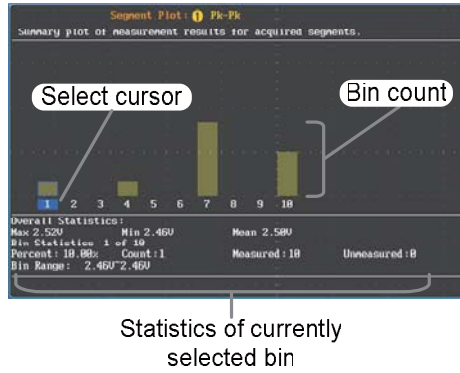 Segment Plot: 1 Pk-Pk
Summary plot of measurement results for acquired segments.
Select cursor
Bin count
1 2 3 4 5 6 7 8 9 10
Overall Statistics:
Max 2.52V Min 2.46V Mean 2.50V
Bin Statistics 1 of 10
Percent: 10.00% Count:1 Measured:10 Unmeasured:0
Bin Range: 2.46V~2.46V
Statistics of currently
selected bin